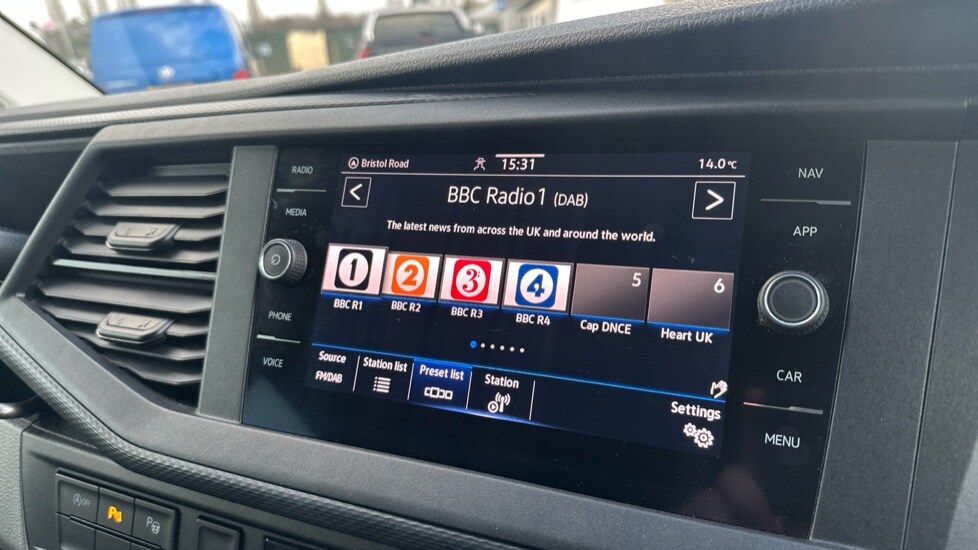 Bristol Road 15:31 14.0 °C
BBC Radio 1 (DAB)
The latest news from across the UK and around the world.
1 2 3 4 5 6
BBC R1 BBC R2 BBC R3 BBC R4 Cap DNCE Heart UK
Source Station list Preset list Station
FM/DAB
Settings
RADIO
MEDIA
PHONE
VOICE
NAV
APP
CAR
MENU